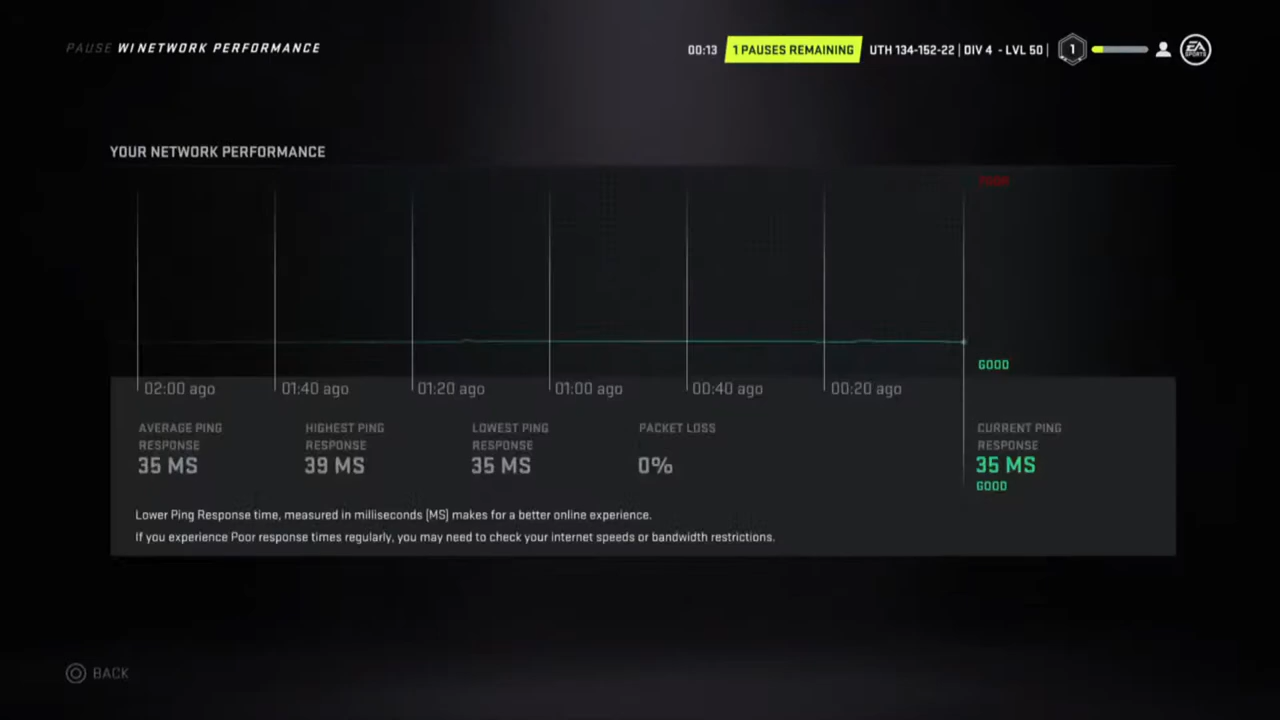 PAUSE WI NETWORK PERFORMANCE
00:13 1 PAUSES REMAINING UTH 134-152-22 | DIV 4 - LVL 50 | 1 EA SPORTS
YOUR NETWORK PERFORMANCE
POOR
GOOD
02:00 ago 01:40 ago 01:20 ago 01:00 ago 00:40 ago 00:20 ago
AVERAGE PING RESPONSE
35 MS
HIGHEST PING RESPONSE
39 MS
LOWEST PING RESPONSE
35 MS
PACKET LOSS
0%
CURRENT PING RESPONSE
35 MS
GOOD
Lower Ping Response time, measured in milliseconds [MS] makes for a better online experience.
If you experience Poor response times regularly, you may need to check your internet speeds or bandwidth restrictions.
BACK